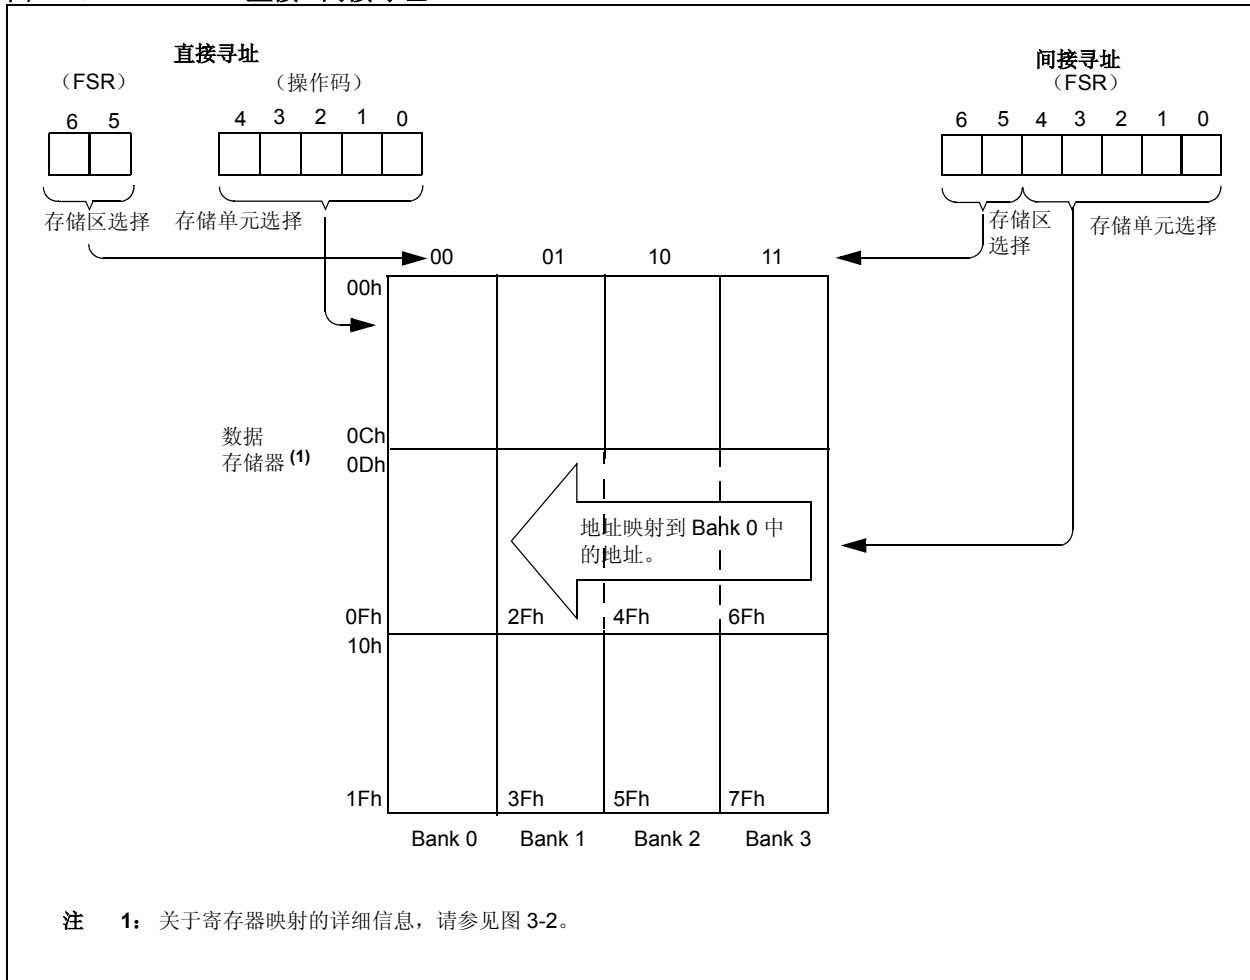 直接寻址
间接寻址
（FSR）
（操作码）
（FSR）
6 5
4 3 2 1 0
6 5 4 3 2 1 0
存储区选择
存储单元选择
存储区
选择
存储单元选择
00 01 10 11
00h
0Ch
数据
存储器(1)
0Dh
地址映射到 Bank 0 中
的地址。
0Fh 2Fh 4Fh 6Fh
10h
1Fh 3Fh 5Fh 7Fh
Bank 0 Bank 1 Bank 2 Bank 3
注 1： 关于寄存器映射的详细信息，请参见图 3-2。